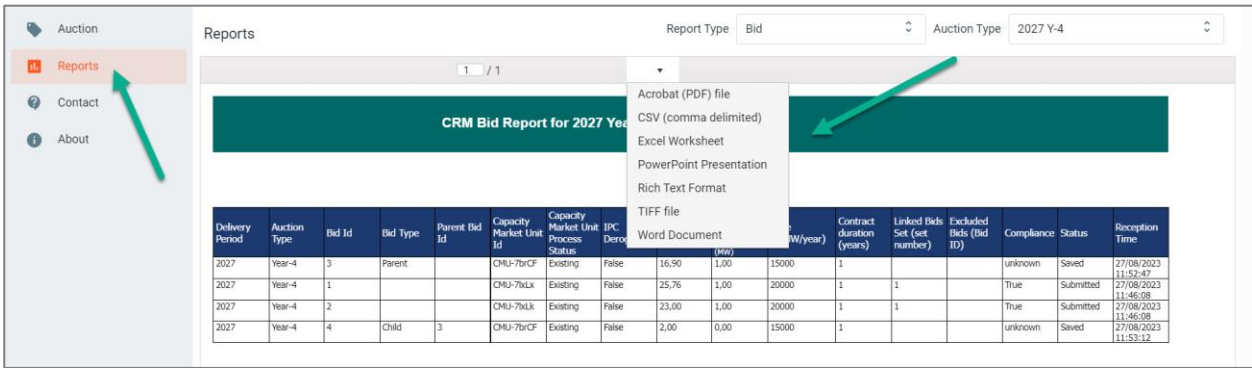 Auction
Reports
Contact
About
Reports
Report Type Bid Auction Type 2027 Y-4
1 / 1
Acrobat (PDF) file
CSV (comma delimited)
Excel Worksheet
PowerPoint Presentation
Rich Text Format
TIFF file
Word Document
CRM Bid Report for 2027
Delivery Period Auction Type Bid Id Bid Type Parent Bid Id Capacity Market Unit Id Capacity Market Unit Process Status IPC (MW) Contract duration (years) Linked Bids Set (set number) Excluded Bids (Bid ID) Compliance Status Reception Time
2027 Year-4 3 Parent CMU-7brCF Existing False 16,90 1,00 15000 1 unknown Saved 27/08/2023 11:52:47
2027 Year-4 1 CMU-7lxLx Existing False 25,76 1,00 20000 1 1 True Submitted 27/08/2023 11:46:08
2027 Year-4 2 CMU-7lxLk Existing False 23,00 1,00 20000 1 1 True Submitted 27/08/2023 11:46:08
2027 Year-4 4 Child 3 CMU-7brCF Existing False 2,00 0,00 15000 1 unknown Saved 27/08/2023 11:53:12